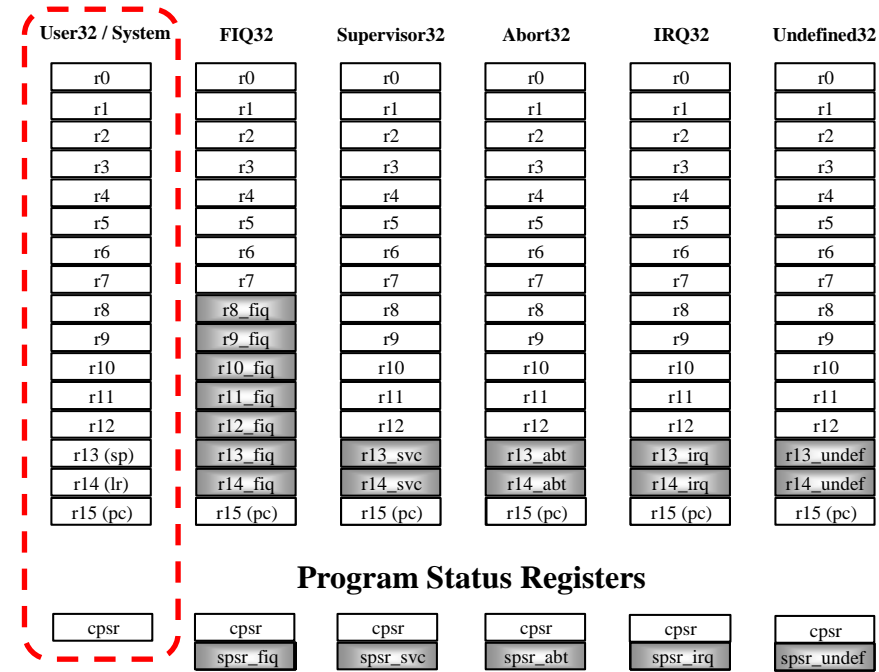 User32 / System FIQ32 Supervisor32 Abort32 IRQ32 Undefined32
r0 r0 r0 r0 r0 r0
r1 r1 r1 r1 r1 r1
r2 r2 r2 r2 r2 r2
r3 r3 r3 r3 r3 r3
r4 r4 r4 r4 r4 r4
r5 r5 r5 r5 r5 r5
r6 r6 r6 r6 r6 r6
r7 r7 r7 r7 r7 r7
r8 r8_fiq r8 r8 r8 r8
r9 r9_fiq r9 r9 r9 r9
r10 r10_fiq r10 r10 r10 r10
r11 r11_fiq r11 r11 r11 r11
r12 r12_fiq r12 r12 r12 r12
r13 (sp) r13_fiq r13_svc r13_abt r13_irq r13_undef
r14 (lr) r14_fiq r14_svc r14_abt r14_irq r14_undef
r15 (pc) r15 (pc) r15 (pc) r15 (pc) r15 (pc) r15 (pc)
Program Status Registers
cpsr cpsr cpsr cpsr cpsr cpsr
spsr_fiq spsr_svc spsr_abt spsr_irq spsr_undef